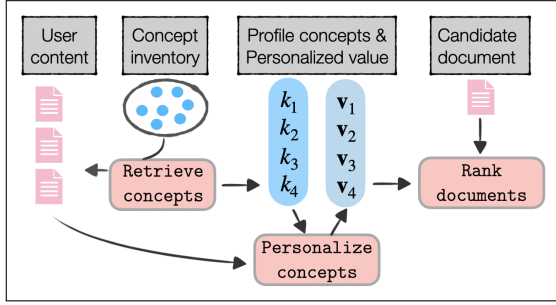 User
content
Concept
inventory
Profile concepts &
Personalized value
Candidate
document
k1
k2
k3
k4
v1
v2
v3
v4
Retrieve
concepts
Rank
documents
Personalize
concepts